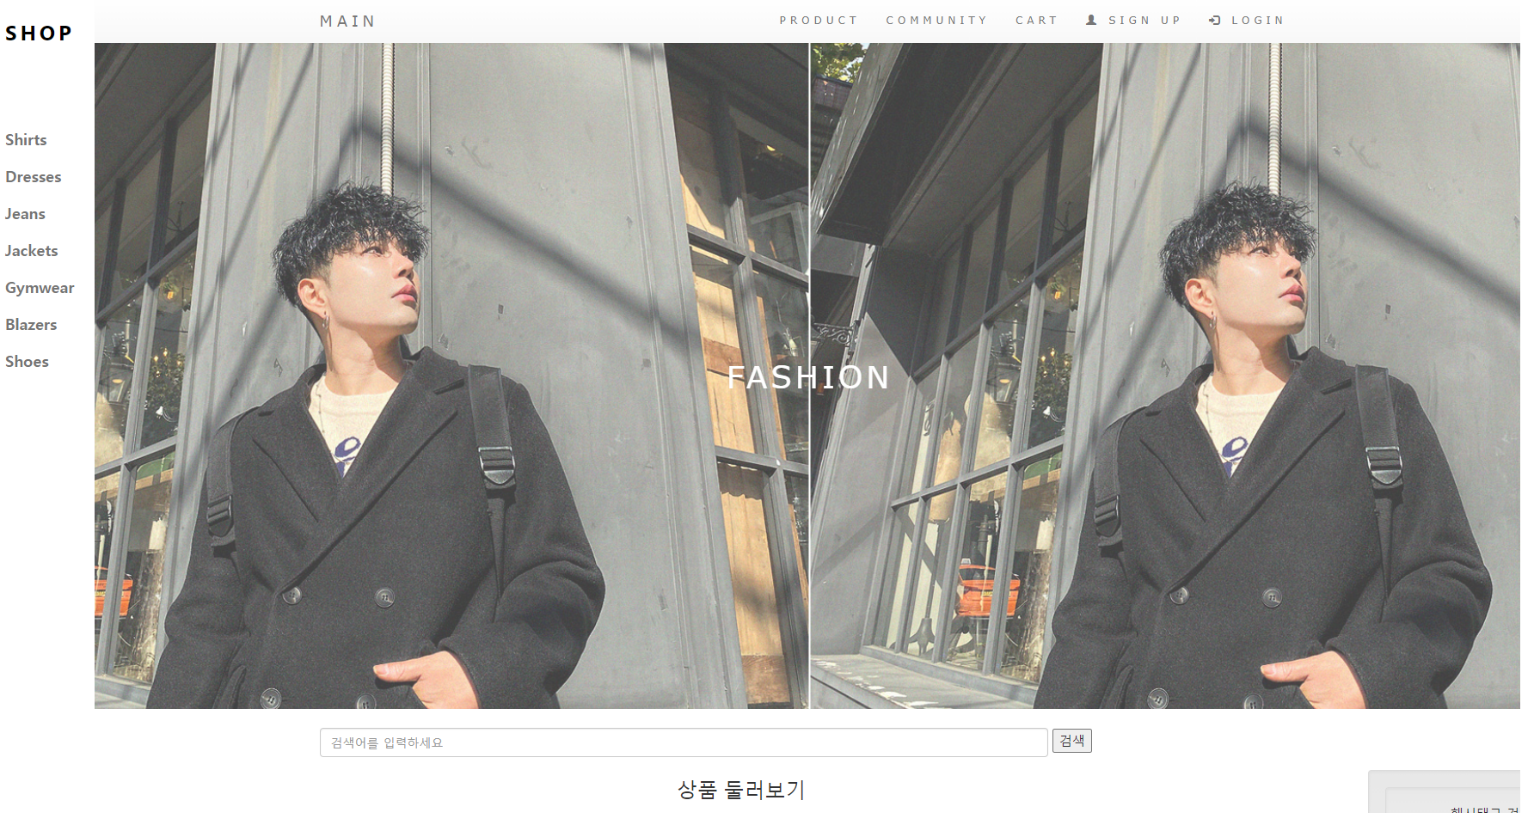 SHOP
MAIN
PRODUCT COMMUNITY CART SIGN UP LOGIN
Shirts
Dresses
Jeans
Jackets
Gymwear
Blazers
Shoes
FASHION
검색어를 입력하세요 검색
상품 둘러보기